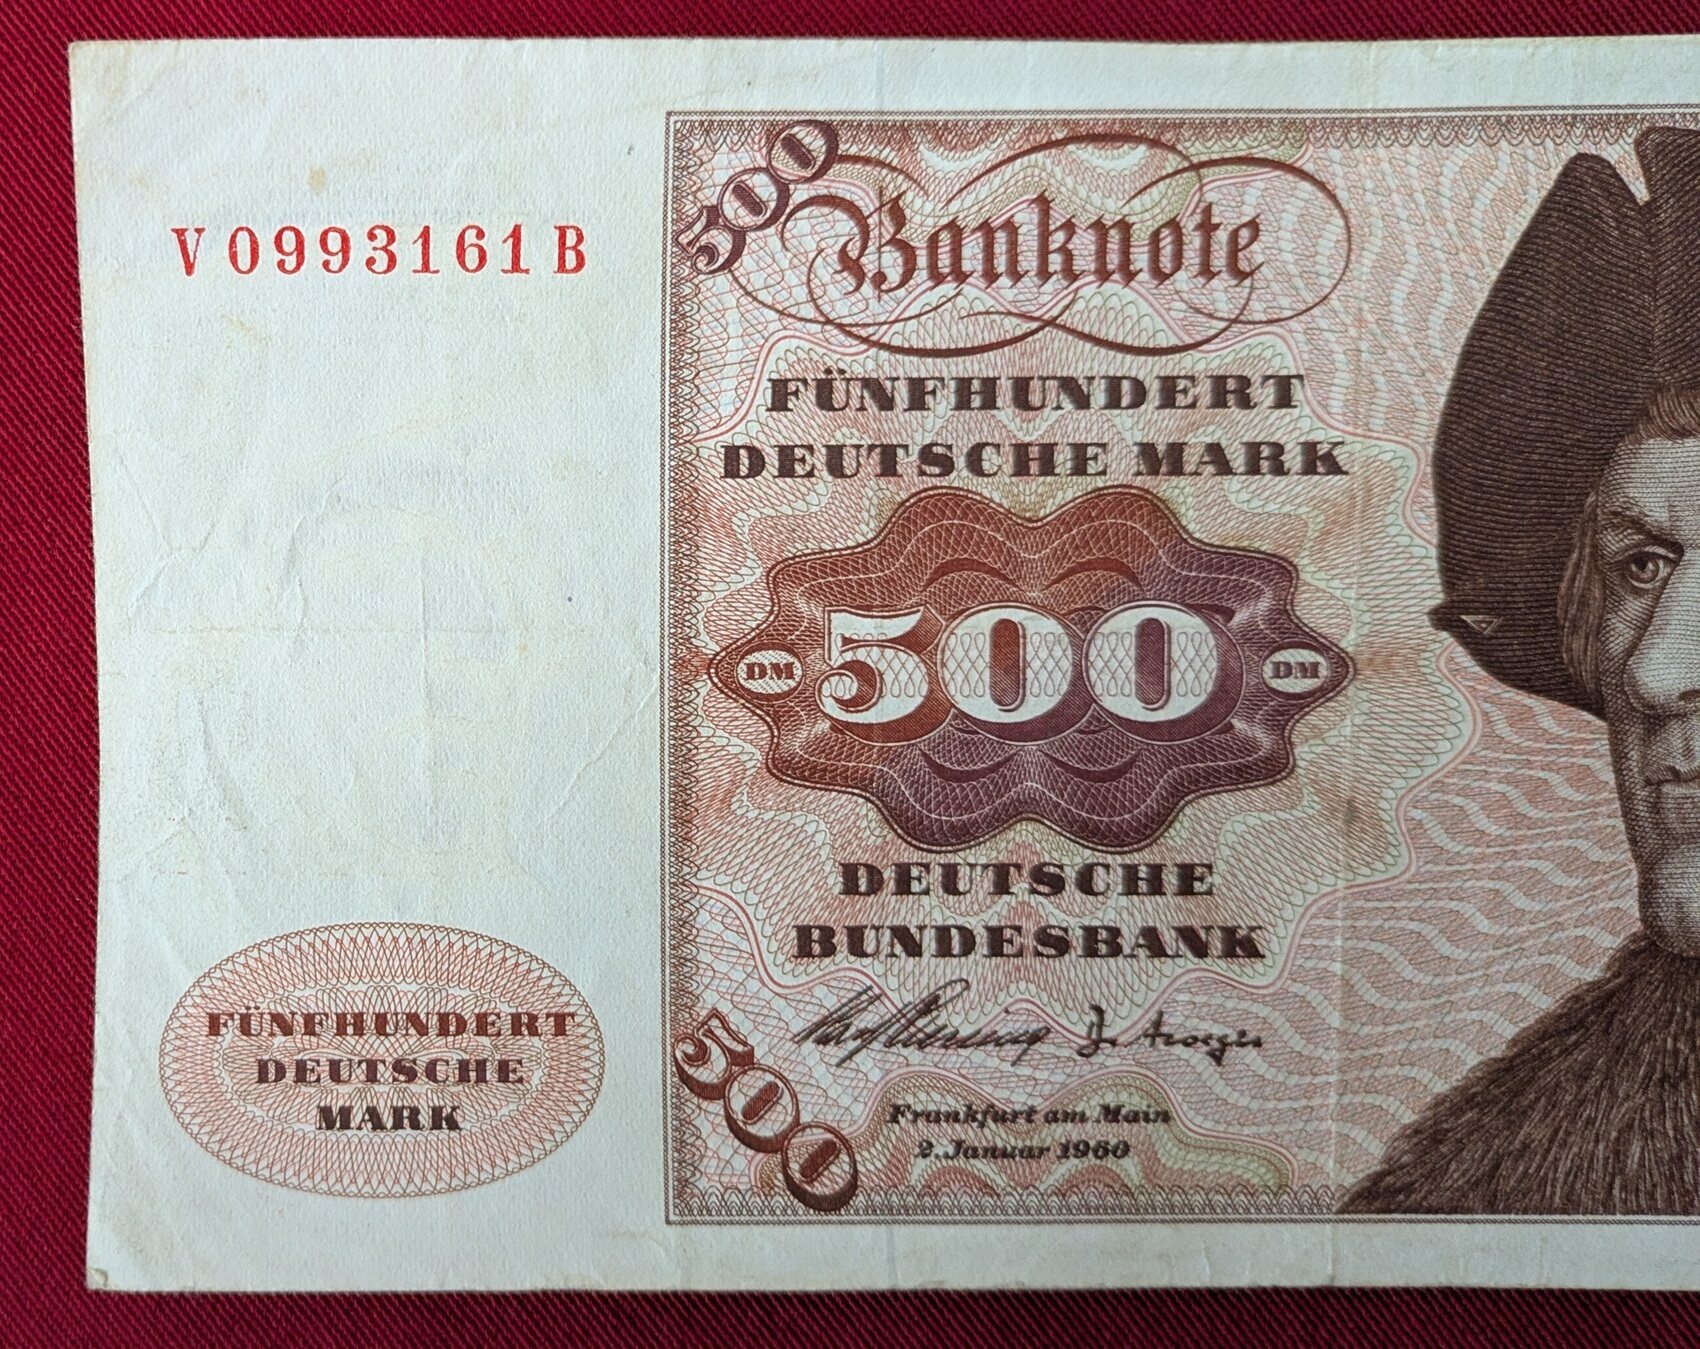 V0993161B
500
Banknote
FÜNFHUNDERT
DEUTSCHE MARK
DM 500 DM
DEUTSCHE
BUNDESBANK
500
Frankfurt am Main
2. Januar 1960
FÜNFHUNDERT
DEUTSCHE
MARK